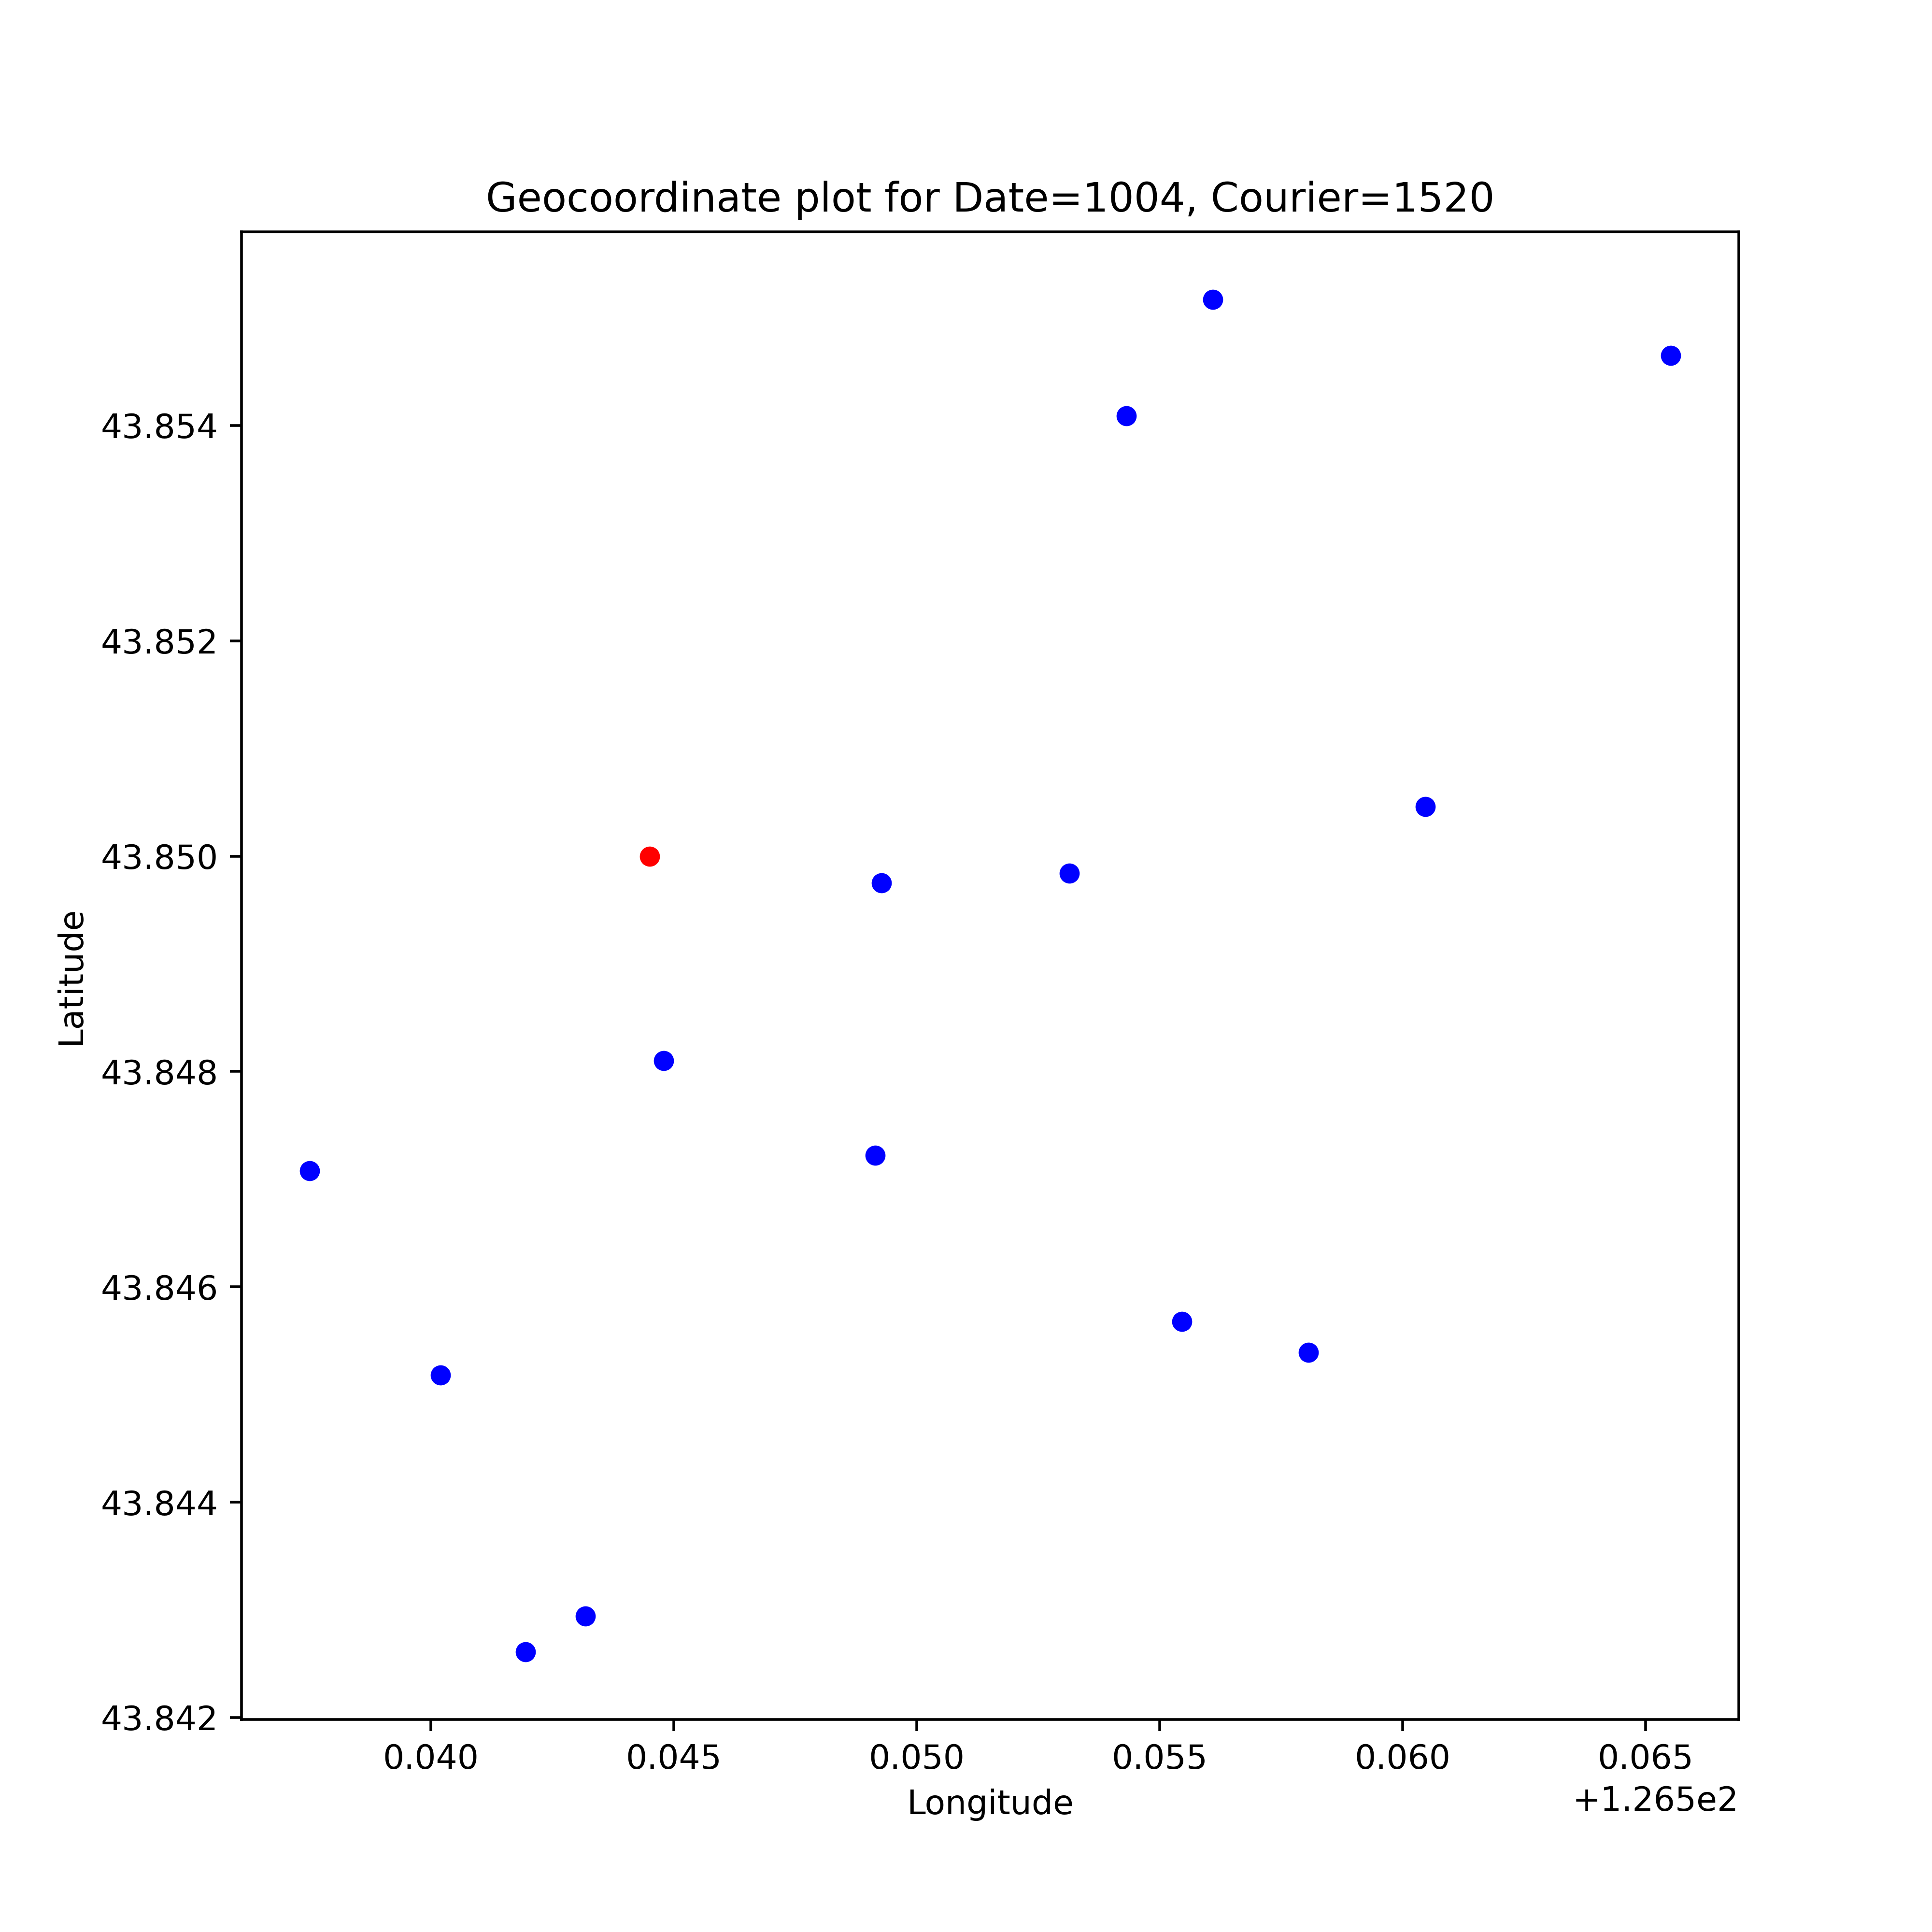 Geocoordinate plot for Date=1004, Courier=1520
43.854
43.852
43.850
43.848
43.846
43.844
43.842
Latitude
0.040 0.045 0.050 0.055 0.060 0.065
+1.265e2
Longitude